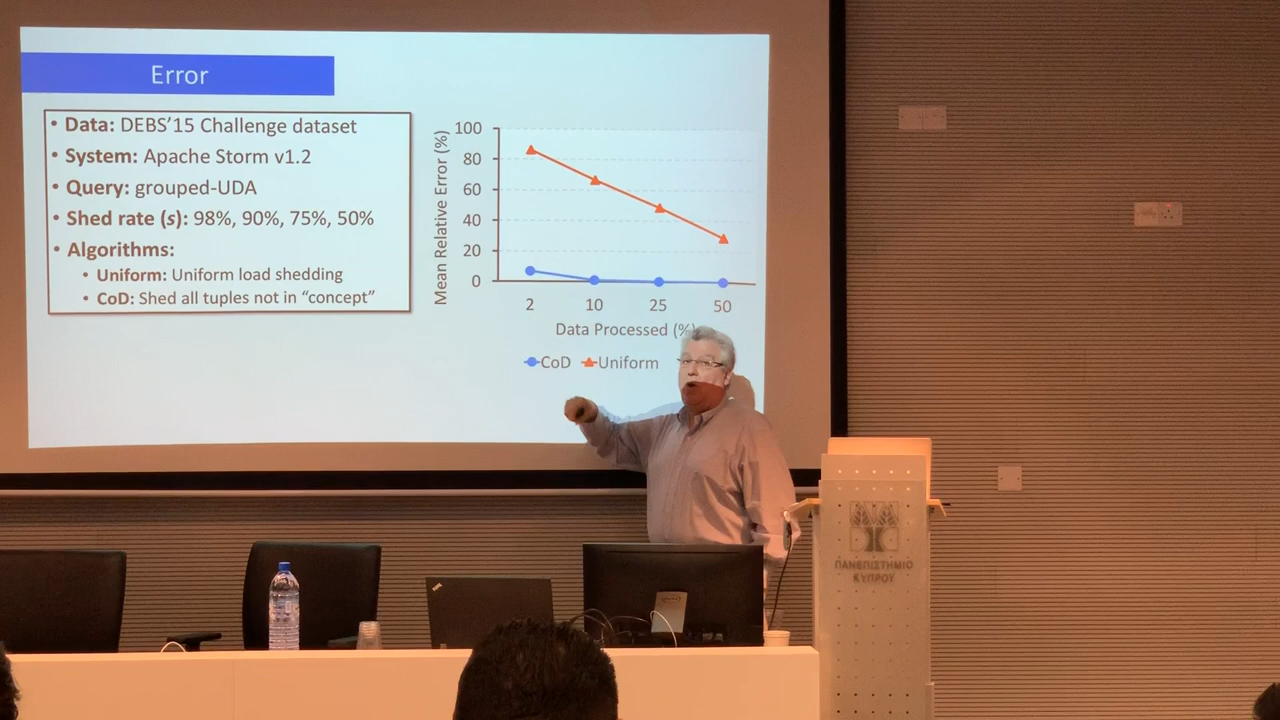 Error
• Data: DEBS’15 Challenge dataset
• System: Apache Storm v1.2
• Query: grouped-UDA
• Shed rate (s): 98%, 90%, 75%, 50%
• Algorithms:
• Uniform: Uniform load shedding
• CoD: Shed all tuples not in “concept”
Mean Relative Error (%)
100
80
60
40
20
0
2 10 25 50
Data Processed (%)
CoD Uniform
ΠΑΝΕΠΙΣΤΗΜΙΟ
ΚΥΠΡΟΥ